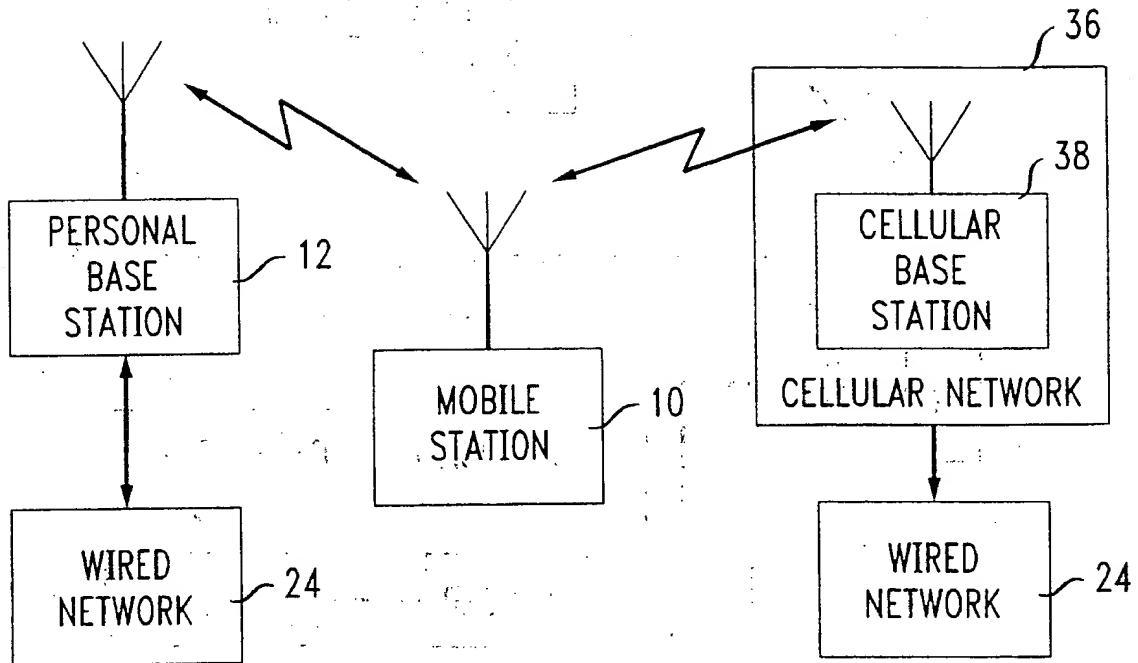 36
38
PERSONAL
BASE
STATION
12
CELLULAR
BASE
STATION
CELLULAR NETWORK
MOBILE
STATION
10
WIRED
NETWORK
24
WIRED
NETWORK
24